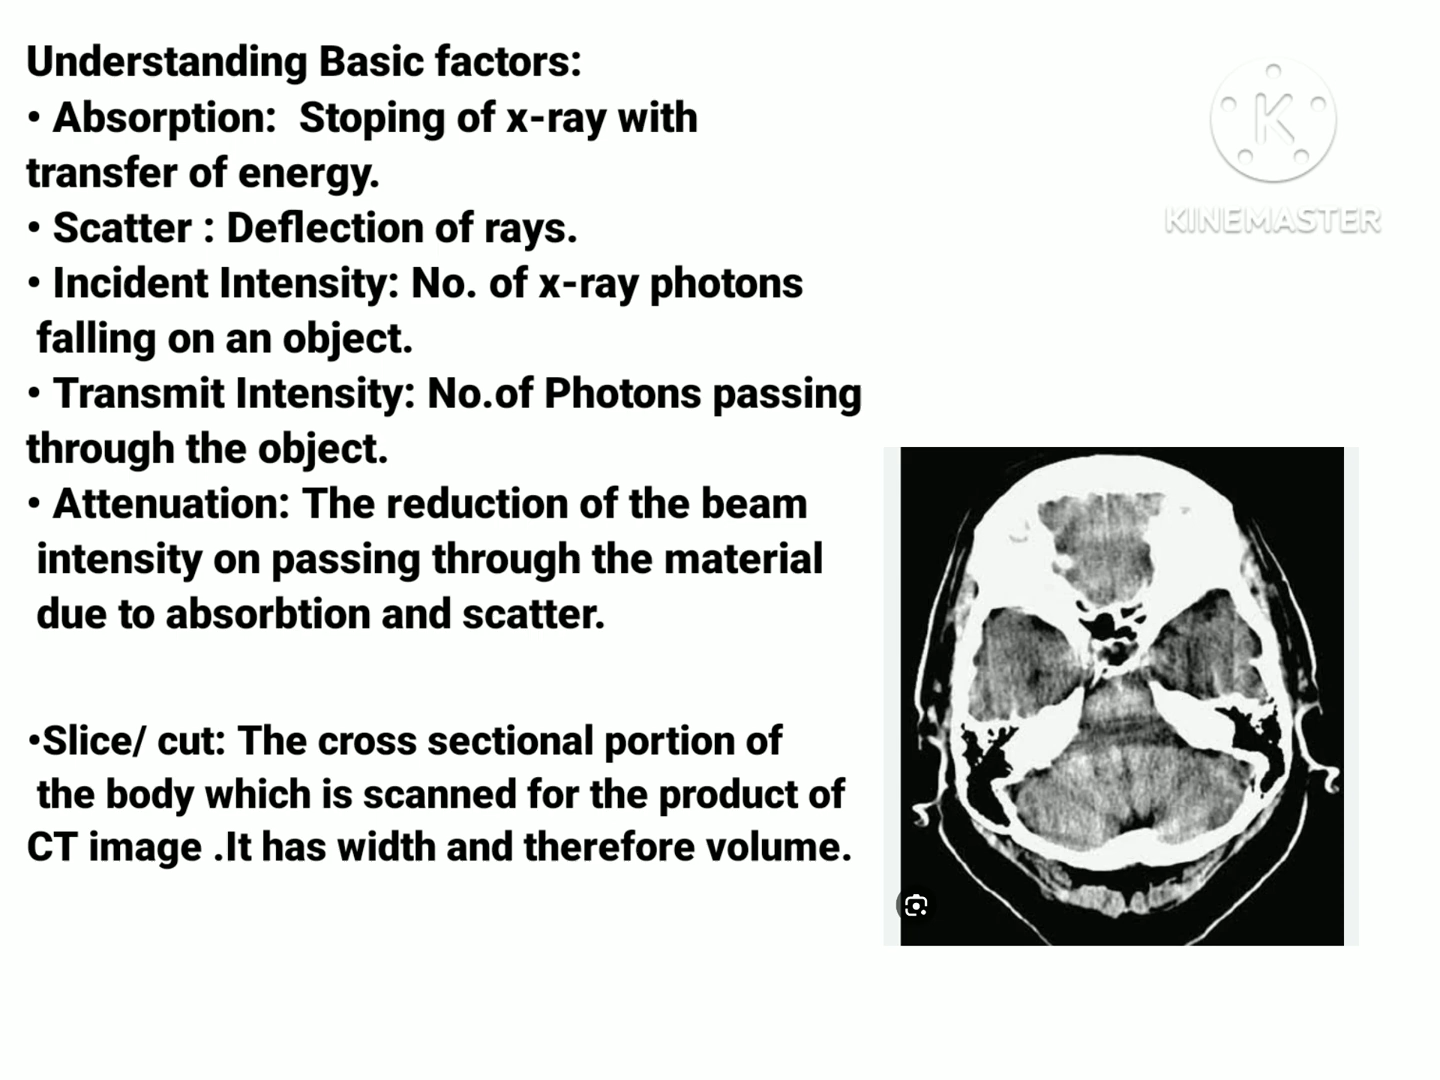 Understanding Basic factors:
• Absorption:  Stoping of x-ray with
transfer of energy.
• Scatter : Deflection of rays.
• Incident Intensity: No. of x-ray photons
falling on an object.
• Transmit Intensity: No.of Photons passing
through the object.
• Attenuation: The reduction of the beam
intensity on passing through the material
due to absorbtion and scatter.
•Slice/ cut: The cross sectional portion of
the body which is scanned for the product of
CT image .It has width and therefore volume.
K
KINEMASTER